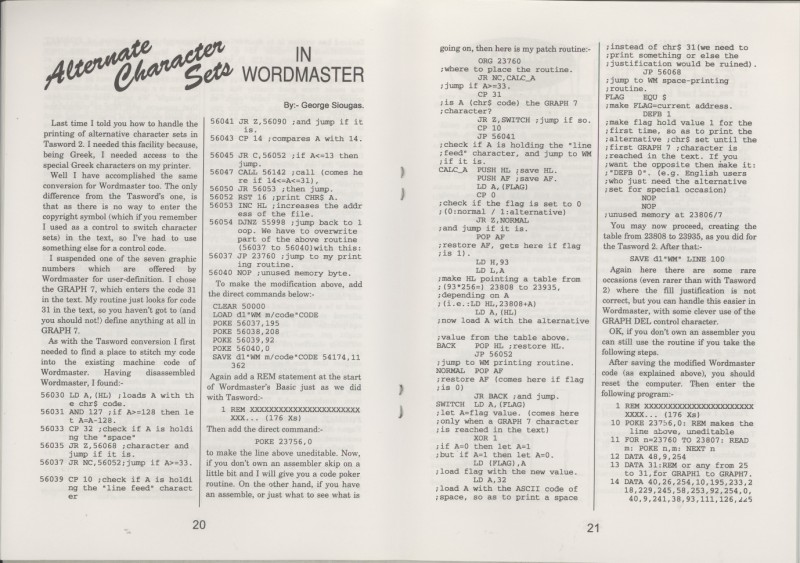 Alternate
Character
Sets
IN
WORDMASTER
By:- George Siougas.
Last time I told you how to handle the
printing of alternative character sets in
Tasword 2. I needed this facility because,
being Greek, I needed access to the
special Greek characters on my printer.
Well I have accomplished the same
conversion for Wordmaster too. The only
difference from the Tasword's one, is
that as there is no way to enter the
copyright symbol (which if you remember
I used as a control to switch character
sets) in the text, so I've had to use
something else for a control code.
I suspended one of the seven graphic
numbers which are offered by
Wordmaster for user-definition. I chose
the GRAPH 7, which enters the code 31
in the text. My routine just looks for code
31 in the text, so you haven't got to (and
you should not!) define anything at all in
GRAPH 7.
As with the Tasword conversion I first
needed to find a place to stitch my code
into the existing machine code of
Wordmaster. Having disassembled
Wordmaster, I found:-
56030 LD A,(HL) ;loads A with th
e chr$ code.
56031 AND 127 ;if A>=128 then le
t A=A-128.
56033 CP 32 ;check if A is holdi
ng the "space"
56035 JR Z,56068 ;character and
jump if it is.
56037 JR NC,56052;jump if A>=33.
56039 CP 10 ;check if A is holdi
ng the "line feed" charact
er
56041 JR Z,56090 ;and jump if it
is.
56043 CP 14 ;compares A with 14.
56045 JR C,56052 ;if A<=13 then
jump.
56047 CALL 56142 ;call (comes he
re if 14<=A<=31).
56050 JR 56053 ;then jump.
56052 RST 16 ;print CHR$ A.
56053 INC HL ;increases the addr
ess of the file.
56054 DJNZ 55998 ;jump back to l
oop. We have to overwrite
part of the above routine
(56037 to 56040)with this:
56037 JP 23760 ;jump to my print
ing routine.
56040 NOP ;unused memory byte.
To make the modification above, add
the direct commands below:-
CLEAR 50000
LOAD d1"WM m/code"CODE
POKE 56037,195
POKE 56038,208
POKE 56039,92
POKE 56040,0
SAVE d1"WM m/code"CODE 54174,11
362
Again add a REM statement at the start
of Wordmaster's Basic just as we did
with Tasword:-
1 REM XXXXXXXXXXXXXXXXXXXXXXXX
XXX... (176 Xs)
Then add the direct command:-
POKE 23756,0
to make the line above uneditable. Now,
if you don't own an assembler skip on a
little bit and I will give you a code poker
routine. On the other hand, if you have
an assemble, or just want to see what is
20
going on, then here is my patch routine:-
ORG 23760
;where to place the routine.
JR NC,CALC_A
;jump if A>=33.
CP 31
;is A (chr$ code) the GRAPH 7
;character?
JR Z,SWITCH ;jump if so.
CP 10
JP 56041
;check if A is holding the "line
feed" character, and jump to WM
;if it is.
CALC_A PUSH HL ;save HL.
PUSH AF ;save AF.
LD A,(FLAG)
CP 0
;check if the flag is set to 0
;(0:normal / 1:alternative)
JR Z,NORMAL
;and jump if it is.
POP AF
;restore AF, gets here if flag
;is 1).
LD H,93
LD L,A
;make HL pointing a table from
;(93*256=) 23808 to 23935,
;depending on A
;(i.e.:LD HL,23808+A)
LD A,(HL)
;now load A with the alternative
;value from the table above.
BACK POP HL ;restore HL.
JP 56052
;jump to WM printing routine.
NORMAL POP AF
;restore AF (comes here if flag
;is 0)
JR BACK ;and jump.
SWITCH LD A,(FLAG)
;let A=flag value. (comes here
;only when a GRAPH 7 character
;is reached in the text)
XOR 1
;if A=0 then let A=1
;but if A=1 then let A=0.
LD (FLAG),A
;load flag with the new value.
LD A,32
;load A with the ASCII code of
;space, so as to print a space
;instead of chr$ 31(we need to
;print something or else the
;justification would be ruined).
JP 56068
;jump to WM space-printing
;routine.
FLAG EQU $
;make FLAG=current address.
DEFB 1
;make flag hold value 1 for the
;first time, so as to print the
;alternative ;chr$ set until the
;first GRAPH 7 ;character is
;reached in the text. If you
;want the opposite then make it:
;"DEFB 0". (e.g. English users
;who just need the alternative
;set for special occasion)
NOP
NOP
;unused memory at 23806/7
You may now proceed, creating the
table from 23808 to 23935, as you did for
the Tasword 2. After that:-
SAVE d1"WM" LINE 100
Again here there are some rare
occasions (even rarer than with Tasword
2) where the fill justification is not
correct, but you can handle this easier in
Wordmaster, with some clever use of the
GRAPH DEL control character.
OK, if you don't own an assembler you
can still use the routine if you take the
following steps.
After saving the modified Wordmaster
code (as explained above), you should
reset the computer. Then enter the
following program:-
1 REM XXXXXXXXXXXXXXXXXXXXXXXX
XXXX... (176 Xs)
10 POKE 23756,0: REM makes the
line above, uneditable
11 FOR n=23760 TO 23807: READ
m: POKE n,m: NEXT n
12 DATA 48,9,254
13 DATA 31:REM or any from 25
to 31,for GRAPH1 to GRAPH7.
14 DATA 40,26,254,10,195,233,2
18,229,245,58,253,92,254,0,
40,9,241,38,93,111,126,225
21